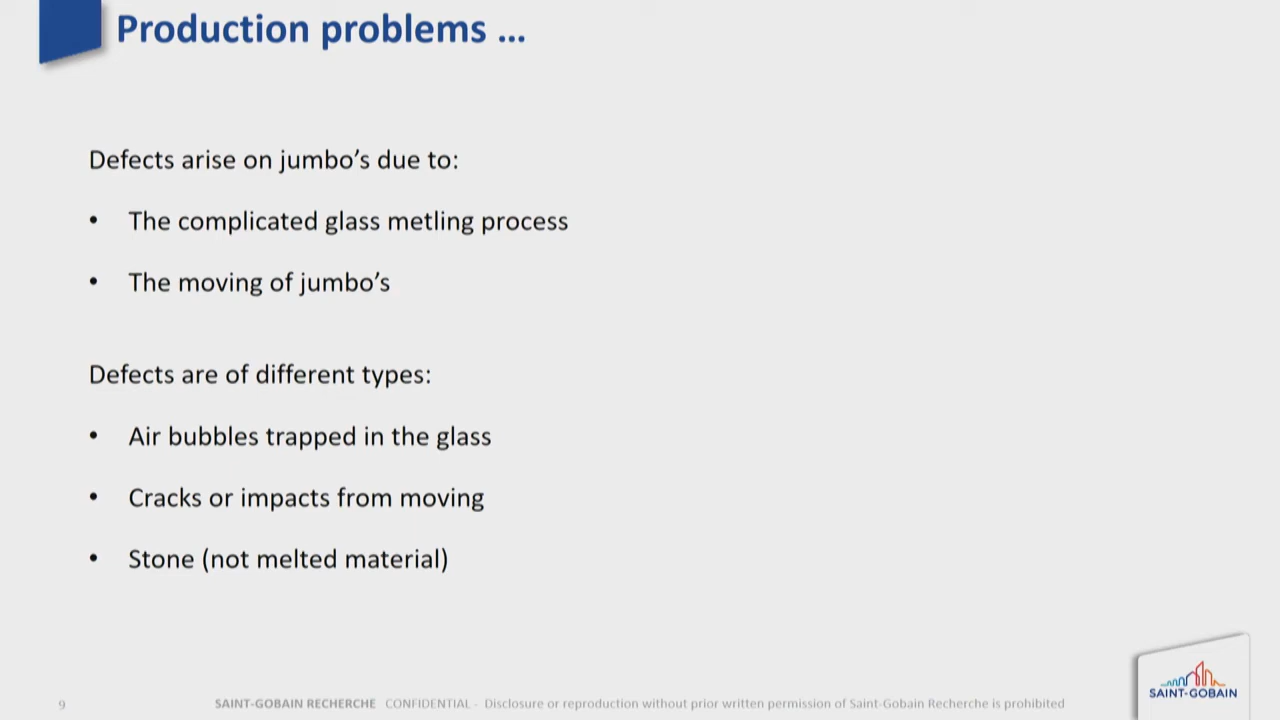 Production problems ...
Defects arise on jumbo’s due to:
• The complicated glass metling process
• The moving of jumbo’s
Defects are of different types:
• Air bubbles trapped in the glass
• Cracks or impacts from moving
• Stone (not melted material)
SAINT-GOBAIN
9 SAINT-GOBAIN RECHERCHE CONFIDENTIAL - Disclosure or reproduction without prior written permission of Saint-Gobain Recherche is prohibited